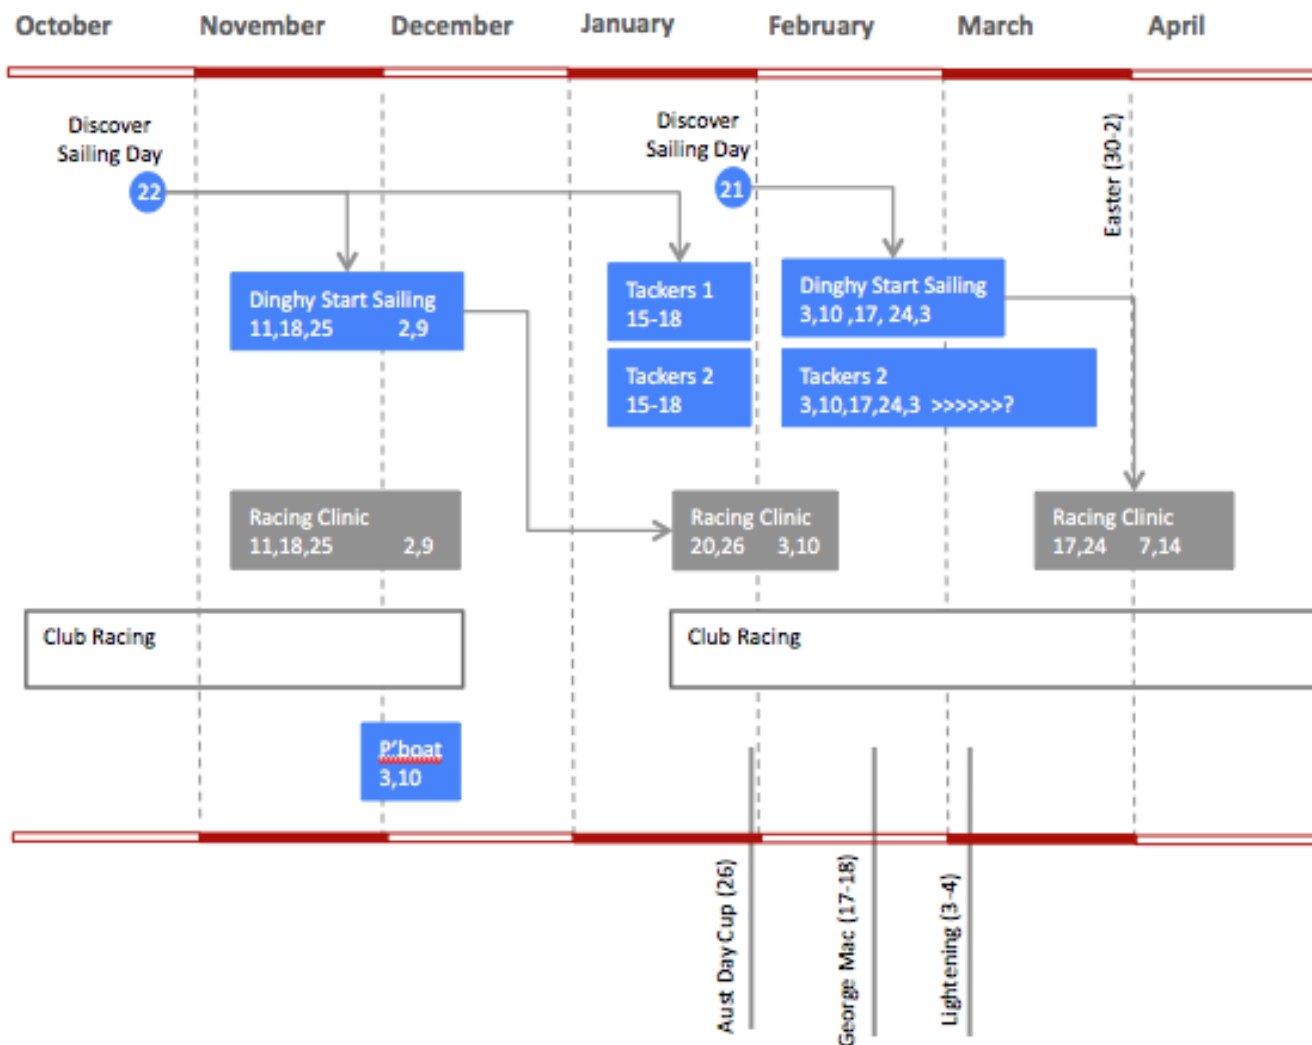 October November December January February March April
Discover
Sailing Day
22
Discover
Sailing Day
21
Easter (30-2)
Dinghy Start Sailing
11,18,25 2,9
Tackers 1
15-18
Tackers 2
15-18
Dinghy Start Sailing
3,10 ,17, 24,3
Tackers 2
3,10,17,24,3 >>>>>>?
Racing Clinic
11,18,25 2,9
Racing Clinic
20,26 3,10
Racing Clinic
17,24 7,14
Club Racing
Club Racing
P'boat
3,10
Aust Day Cup (26)
George Mac (17-18)
Lightening (3-4)